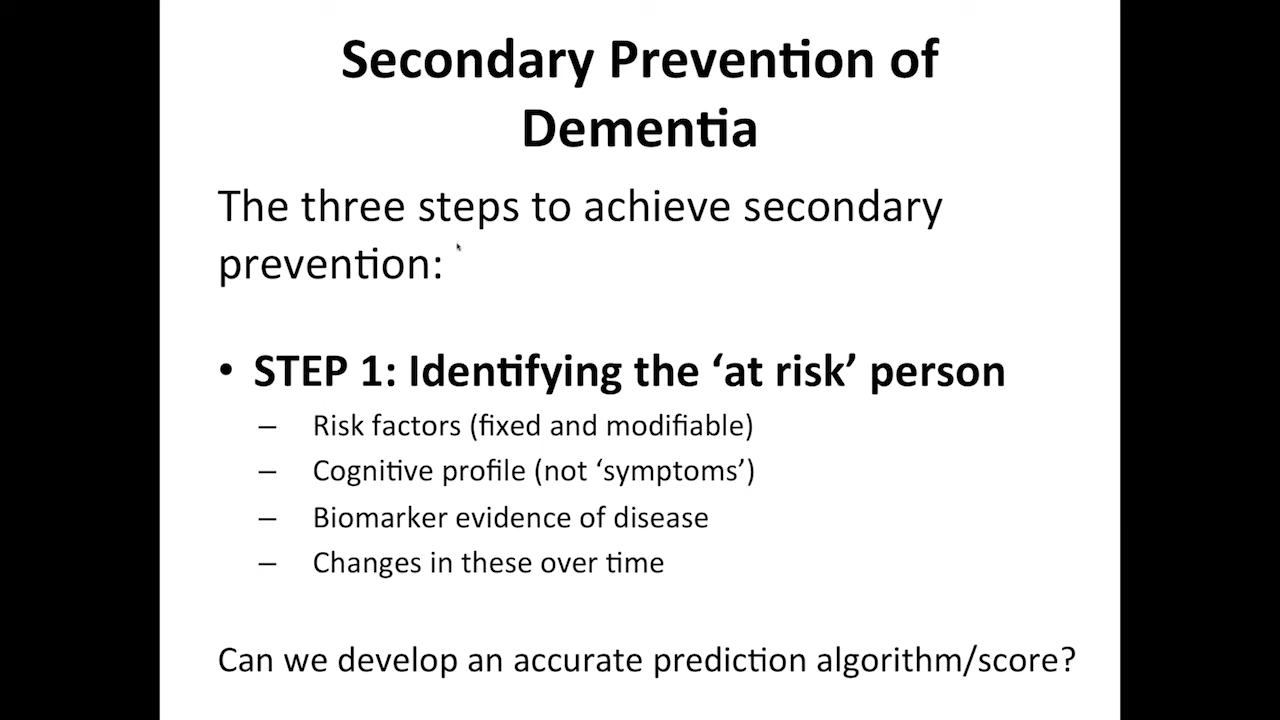 Secondary Prevention of
Dementia
The three steps to achieve secondary
prevention:
• STEP 1: Identifying the ‘at risk’ person
– Risk factors (fixed and modifiable)
– Cognitive profile (not ‘symptoms’)
– Biomarker evidence of disease
– Changes in these over time
Can we develop an accurate prediction algorithm/score?